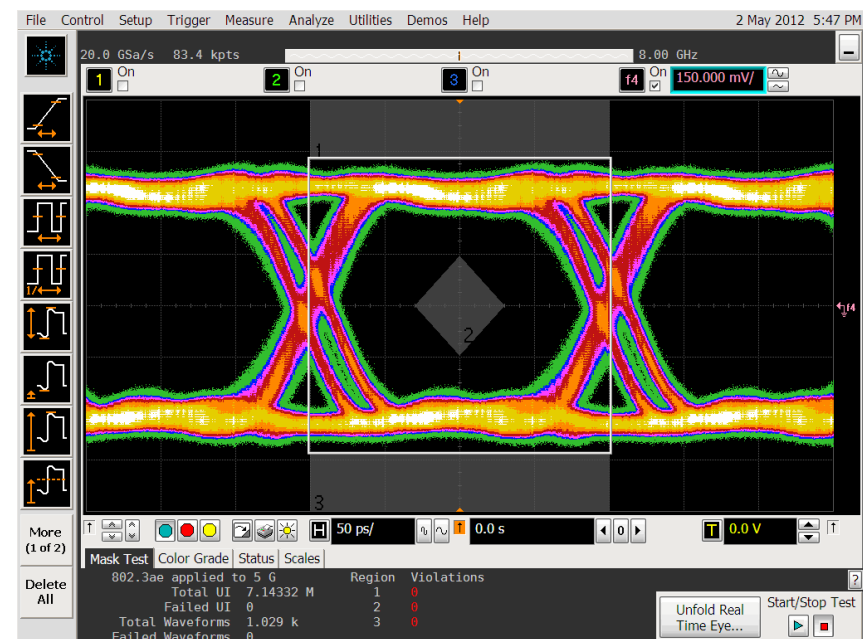 File Control Setup Trigger Measure Analyze Utilities Demos Help 2 May 2012 5:47 PM
20.0 GSa/s 83.4 kpts 8.00 GHz
1 On 2 On 3 On f4 On 150.000 mV/
1
2
3
f4
1/
More
(1 of 2)
Delete
All
T H 50 ps/ T 0.0 s 0 T 0.0 V T
Mask Test Color Grade Status Scales
802.3ae applied to 5 G Region Violations
Total UI 7.14332 M 1 0
Failed UI 0 2 0
Total Waveforms 1.029 k 3 0
Failed Waveforms 0
?
Unfold Real
Time Eye...
Start/Stop Test